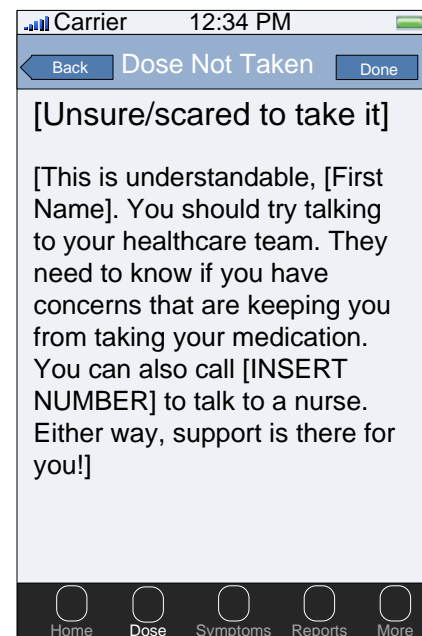 Carrier 12:34 PM
Back Dose Not Taken Done
[Unsure/scared to take it]
[This is understandable, [First
Name]. You should try talking
to your healthcare team. They
need to know if you have
concerns that are keeping you
from taking your medication.
You can also call [INSERT
NUMBER] to talk to a nurse.
Either way, support is there for
you!]
Home Dose Symptoms Reports More